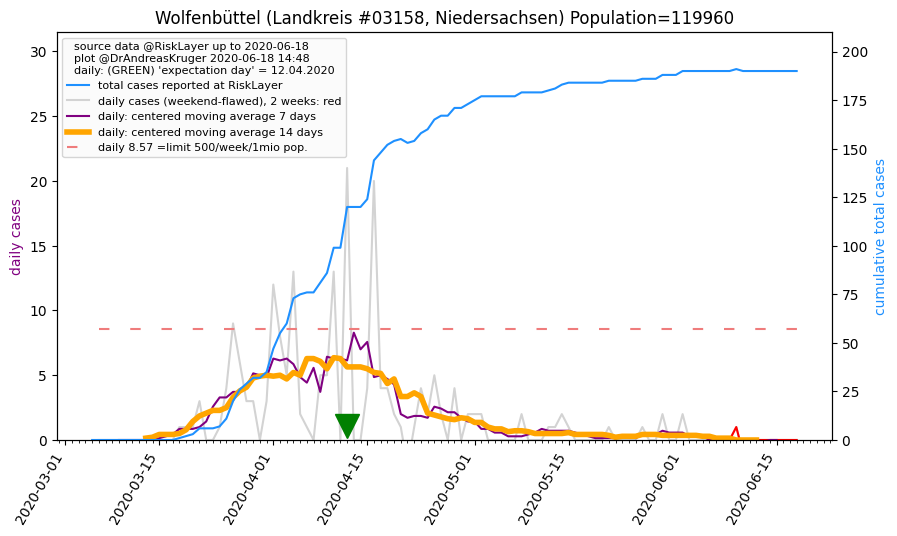 Wolfenbüttel (Landkreis #03158, Niedersachsen) Population=119960
source data @RiskLayer up to 2020-06-18
plot @DrAndreasKruger 2020-06-18 14:48
daily: (GREEN) 'expectation day' = 12.04.2020
total cases reported at RiskLayer
daily cases (weekend-flawed), 2 weeks: red
daily: centered moving average 7 days
daily: centered moving average 14 days
daily 8.57 =limit 500/week/1mio pop.
daily cases
30
25
20
15
10
5
0
cumulative total cases
200
175
150
125
100
75
50
25
0
2020-03-01
2020-03-15
2020-04-01
2020-04-15
2020-05-01
2020-05-15
2020-06-01
2020-06-15